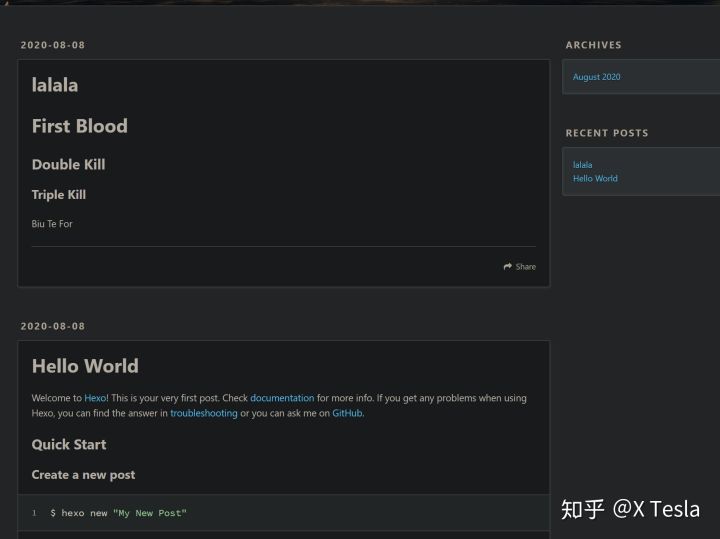 2020-08-08
lalala
First Blood
Double Kill
Triple Kill
Biu Te For
Share
2020-08-08
Hello World
Welcome to Hexo! This is your very first post. Check documentation for more info. If you get any problems when using
Hexo, you can find the answer in troubleshooting or you can ask me on GitHub.
Quick Start
Create a new post
1 $ hexo new "My New Post"
ARCHIVES
August 2020
RECENT POSTS
lalala
Hello World
知乎 @X Tesla